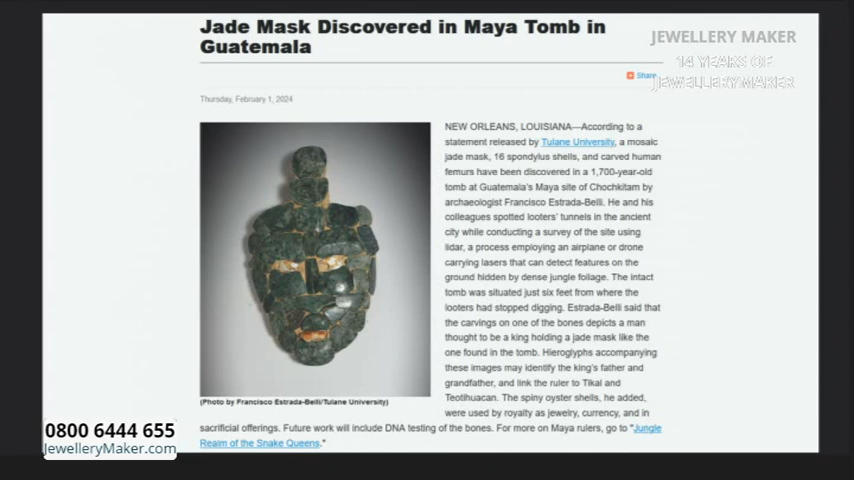 Jade Mask Discovered in Maya Tomb in
Guatemala
JEWELLERY MAKER
14 YEARS OF
JEWELLERYMAKER
Share
Thursday, February 1, 2024
NEW ORLEANS, LOUISIANA—According to a
statement released by Tulane University, a mosaic
jade mask, 16 spondylus shells, and carved human
femurs have been discovered in a 1,700-year-old
tomb at Guatemala's Maya site of Chochkitam by
archaeologist Francisco Estrada-Belli. He and his
colleagues spotted looters' tunnels in the ancient
city while conducting a survey of the site using
lidar, a process employing an airplane or drone
carrying lasers that can detect features on the
ground hidden by dense jungle foliage. The intact
tomb was situated just six feet from where the
looters had stopped digging. Estrada-Belli said that
the carvings on one of the bones depicts a man
thought to be a king holding a jade mask like the
one found in the tomb. Hieroglyphs accompanying
these images may identify the king's father and
grandfather, and link the ruler to Tikal and
Teotihuacan. The spiny oyster shells, he added,
were used by royalty as jewelry, currency, and in
sacrificial offerings. Future work will include DNA testing of the bones. For more on Maya rulers, go to "Jungle
Realm of the Snake Queens."
(Photo by Francisco Estrada-Belli/Tulane University)
0800 6444 655
JewelleryMaker.com